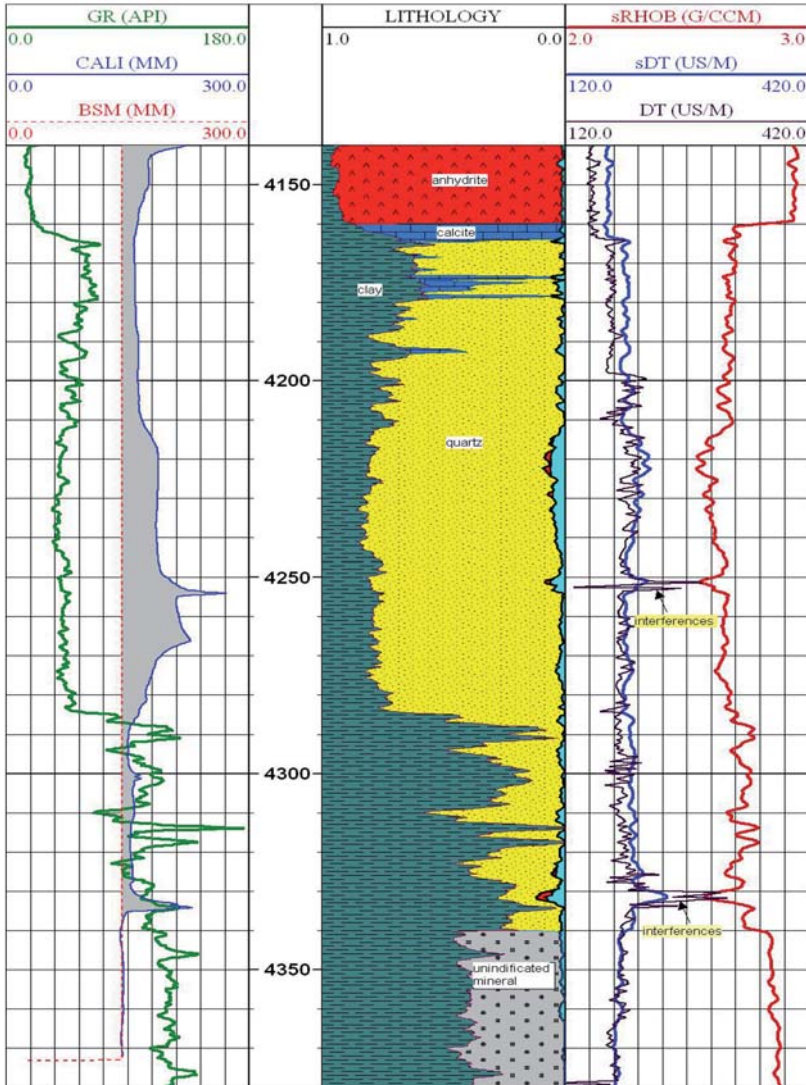 GR (API)
0.0 180.0
CALI (MM)
0.0 300.0
BSM (MM)
0.0 300.0
LITHOLOGY
1.0 0.0
sRHOB (G/CCM)
2.0 3.0
sDT (US/M)
120.0 420.0
DT (US/M)
120.0 420.0
4150
anhydrite
calcite
clay
4200
quartz
4250
interferences
4300
interferences
4350
unindificated
mineral